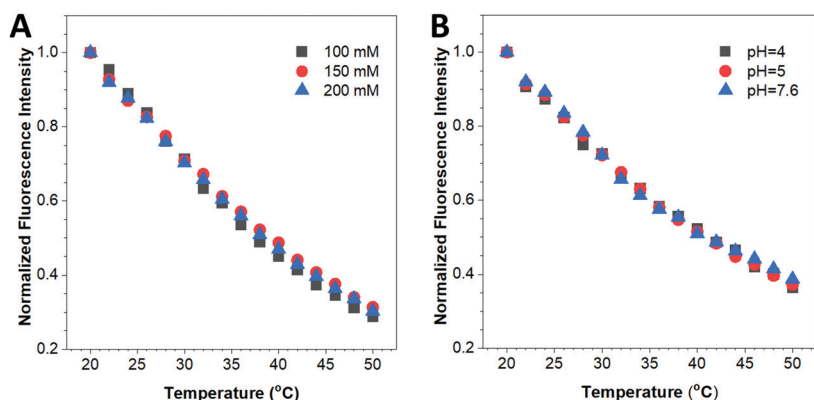 A
1.0
0.8
0.6
0.4
0.2
Normalized Fluorescence Intensity
100 mM
150 mM
200 mM
20 25 30 35 40 45 50
Temperature (°C)
B
1.0
0.8
0.6
0.4
0.2
Normalized Fluorescence Intensity
pH=4
pH=5
pH=7.6
20 25 30 35 40 45 50
Temperature (°C)